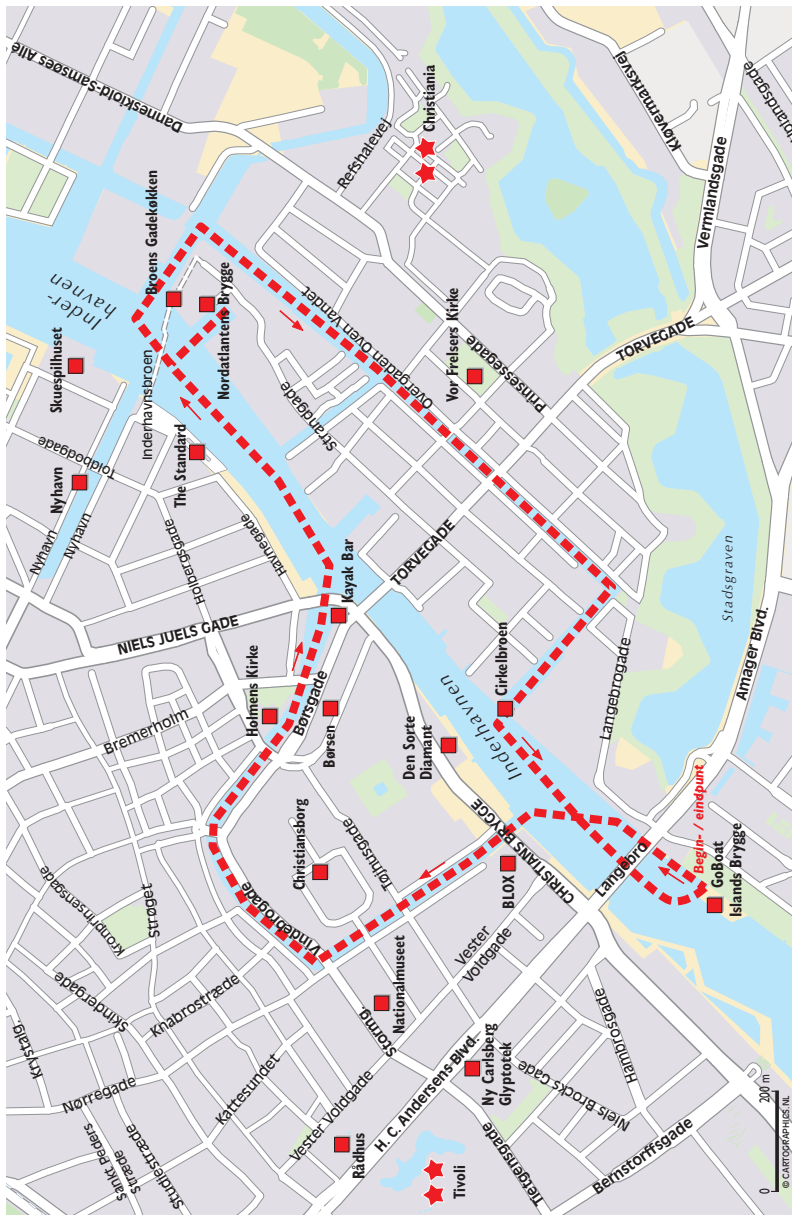 Krystalg.
Skindergade
Kronprinsensgade
Strøget
Bremerholm
NIELS JUELS GADE
Nyhavn
Nyhavn
Nyhavn
Toldbodgade
Skuespilhuset
Inder-
havnen
Danneskiold-Samsøes Allé
Sankt Peders
stræde
Studiestræde
Nørregade
Kattesundet
Khabrostræde
Vindebrogade
Holmens Kirke
Børsgade
Børsen
Holbergsgade
Havnegade
The Standard
Inderhavnsbroen
Broens Gadekøkken
Nordatlantens Brygge
Refshalevej
Christiania
Rådhus
Vester Voldgade
Stormg.
Nationalmuseet
Christiansborg
Tøjhusgade
Kayak Bar
TORVEGADE
Strandgade
Overgaden Oven Vandet
Vor Frelsers Kirke
Prinsessegade
TORVEGADE
Tivoli
H. C. Andersens Blvd.
Tietgensgade
Ny Carlsberg
Glyptotek
Vester
Voldgade
BLOX
CHRISTIANS BRYGGE
Den Sorte
Diamant
Inderhavnen
Cirkelbroen
Niels Brocks Gade
Hambrosgade
Bernstorffsgade
Langebro
Langebrogade
Stadsgraven
Amager Blvd.
Vermlandsgade
Kløvermarksvej
Begin- / eindpunt
GoBoat
Islands Brygge
0
200 m
© CARTOGRAPHICS.NL